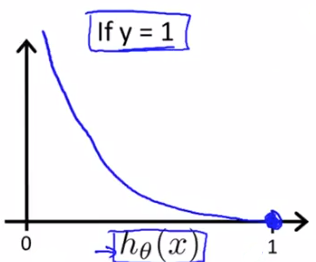 If y = 1
0
hθ(x)
1